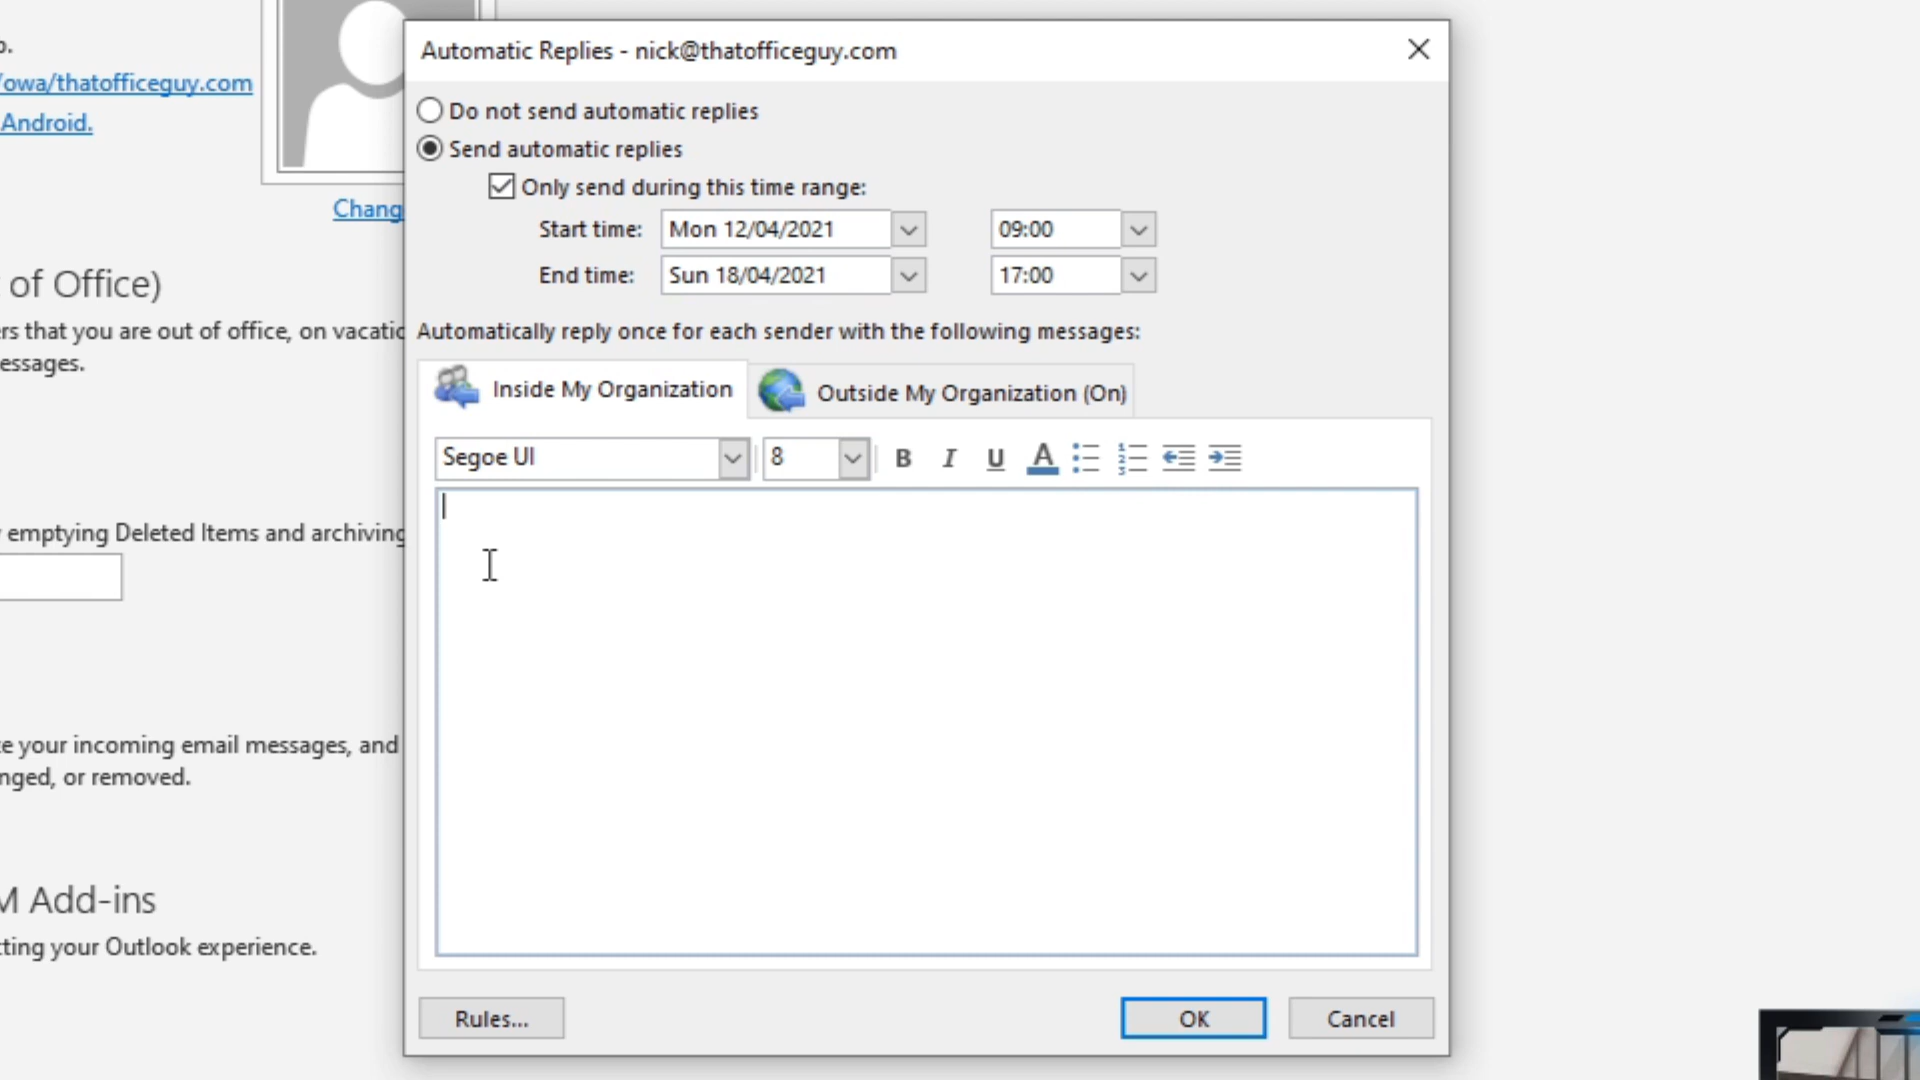 Automatic Replies - nick@thatofficeguy.com
/owa/thatofficeguy.com
Android.
Chang
Do not send automatic replies
Send automatic replies
Only send during this time range:
Start time: Mon 12/04/2021 09:00
End time: Sun 18/04/2021 17:00
of Office)
rs that you are out of office, on vacatio
essages.
Automatically reply once for each sender with the following messages:
Inside My Organization
Outside My Organization (On)
Segoe UI 8 B I U A
emptying Deleted Items and archiving
e your incoming email messages, and
nged, or removed.
M Add-ins
ting your Outlook experience.
Rules...
OK
Cancel